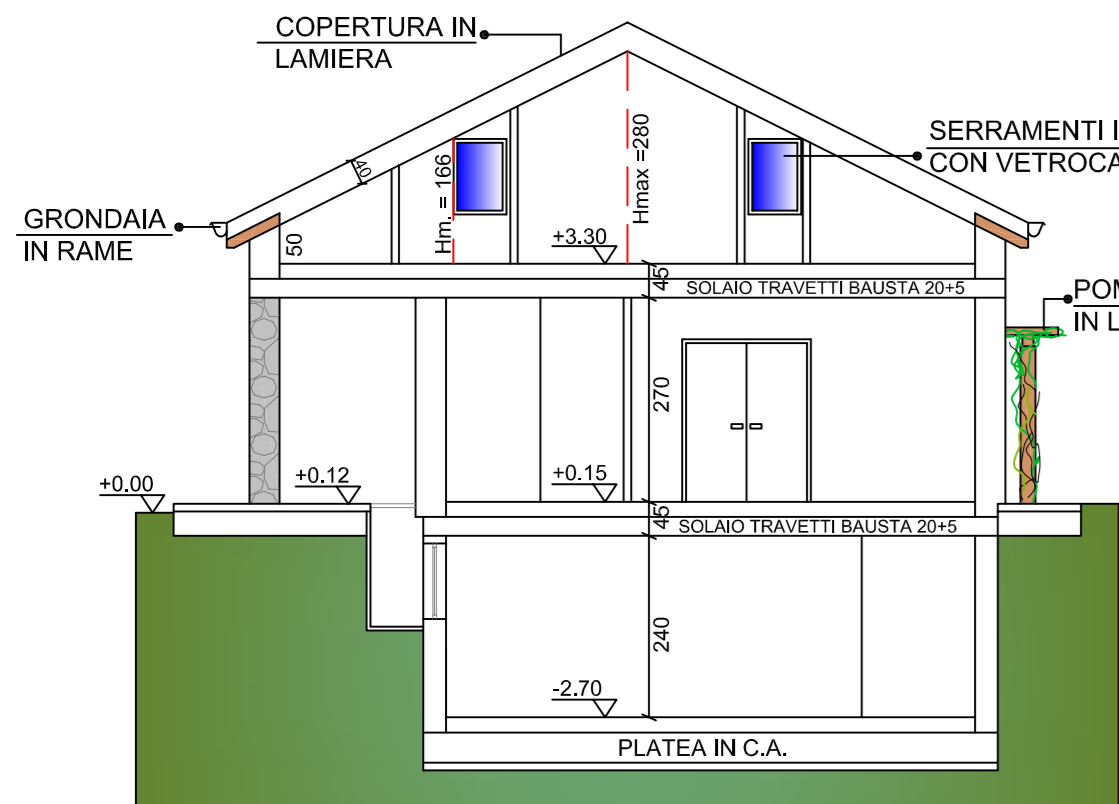 COPERTURA IN
LAMIERA
SERRAMENTI I
CON VETROCA
40
Hm. = 166
Hmax =280
GRONDAIA
IN RAME
50
+3.30
45
SOLAIO TRAVETTI BAUSTA 20+5
POM
IN L
270
+0.00
+0.12
+0.15
45
SOLAIO TRAVETTI BAUSTA 20+5
240
-2.70
PLATEA IN C.A.